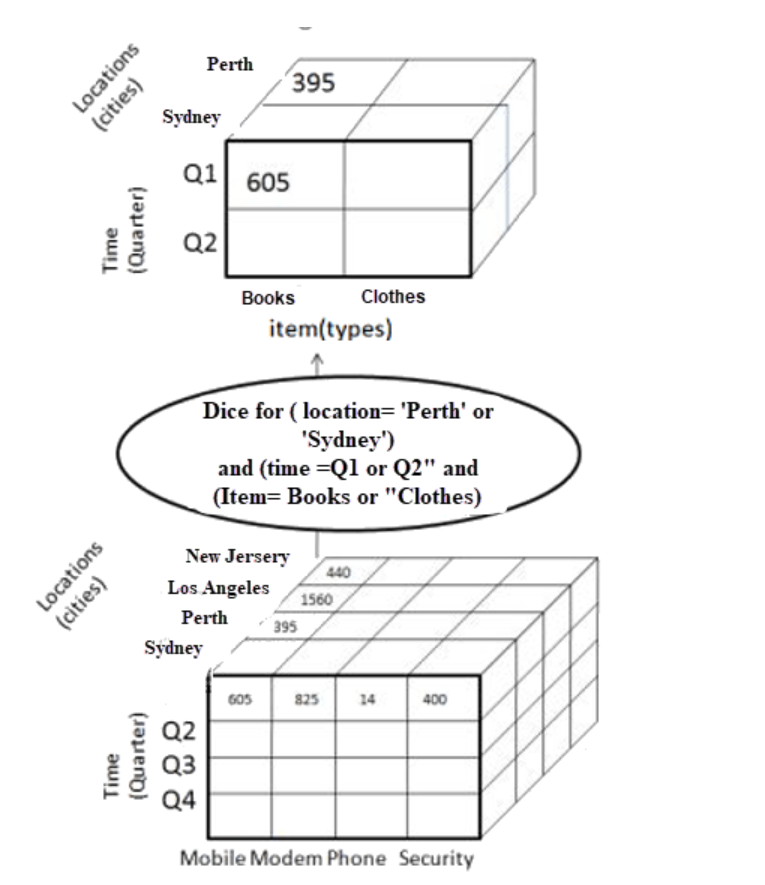 Locations
(cities)
Perth
395
Sydney
Time
(Quarter)
Q1
605
Q2
Books Clothes
item(types)
Dice for ( location= 'Perth' or
'Sydney')
and (time =Q1 or Q2" and
(Item= Books or "Clothes)
Locations
(cities)
New Jersery
440
Los Angeles
1560
Perth
395
Sydney
605 825 14 400
Time
(Quarter)
Q2
Q3
Q4
Mobile Modem Phone Security